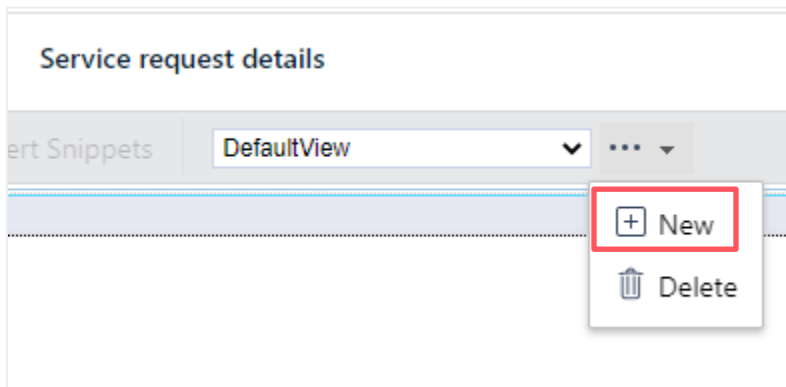 Service request details
ert Snippets
DefaultView
New
Delete